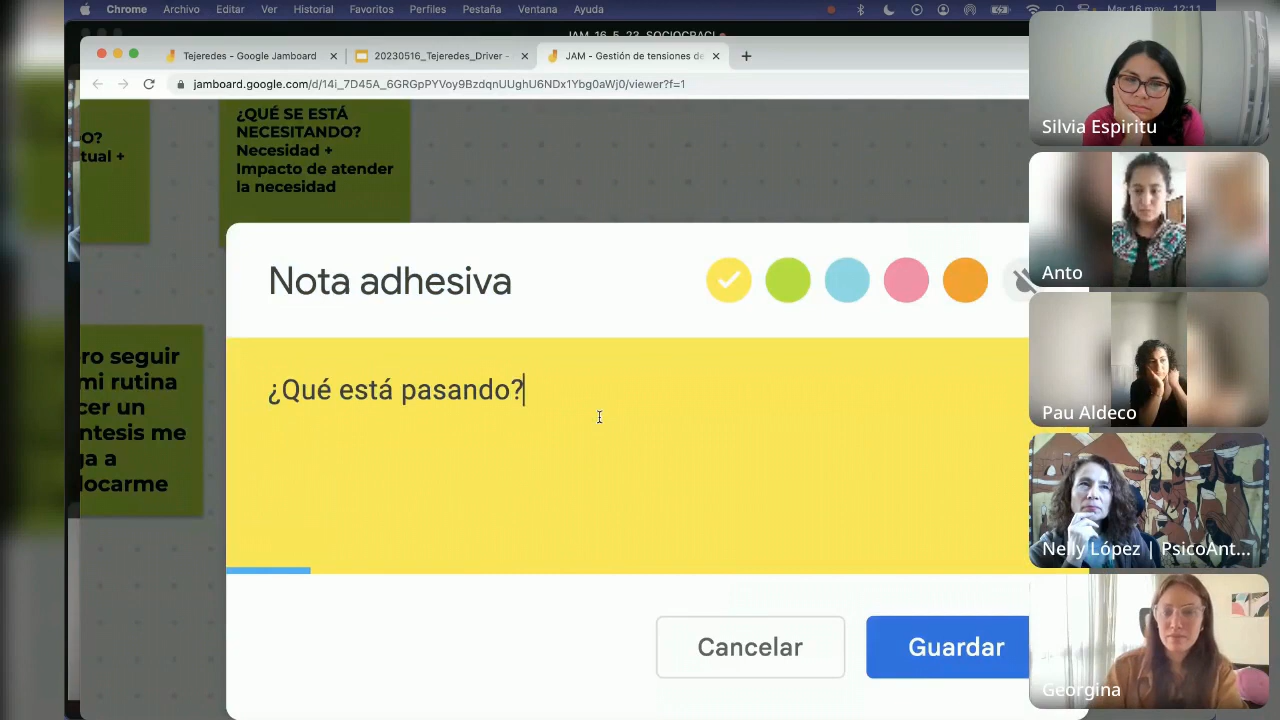 Chrome Archivo Editar Ver Historial Favoritos Perfiles Pestaña Ventana Ayuda
Mar 16 may 12:11
JAM_16_5_23_SOCIOCRACI
Tejeredes - Google Jamboard
20230516_Tejeredes_Driver -
JAM - Gestión de tensiones de
jamboard.google.com/d/14i_7D45A_6GRGpPYVoy9BzdqnUUghU6NDx1Ybg0aWj0/viewer?f=1
O?
tual +
¿QUÉ SE ESTÁ
NECESITANDO?
Necesidad +
Impacto de atender
la necesidad
ro seguir
mi rutina
cer un
ntesis me
ga a
locarme
Nota adhesiva
¿Qué está pasando?
Cancelar
Guardar
Silvia Espiritu
Anto
Pau Aldeco
Nelly López | PsicoAnt...
Georgina